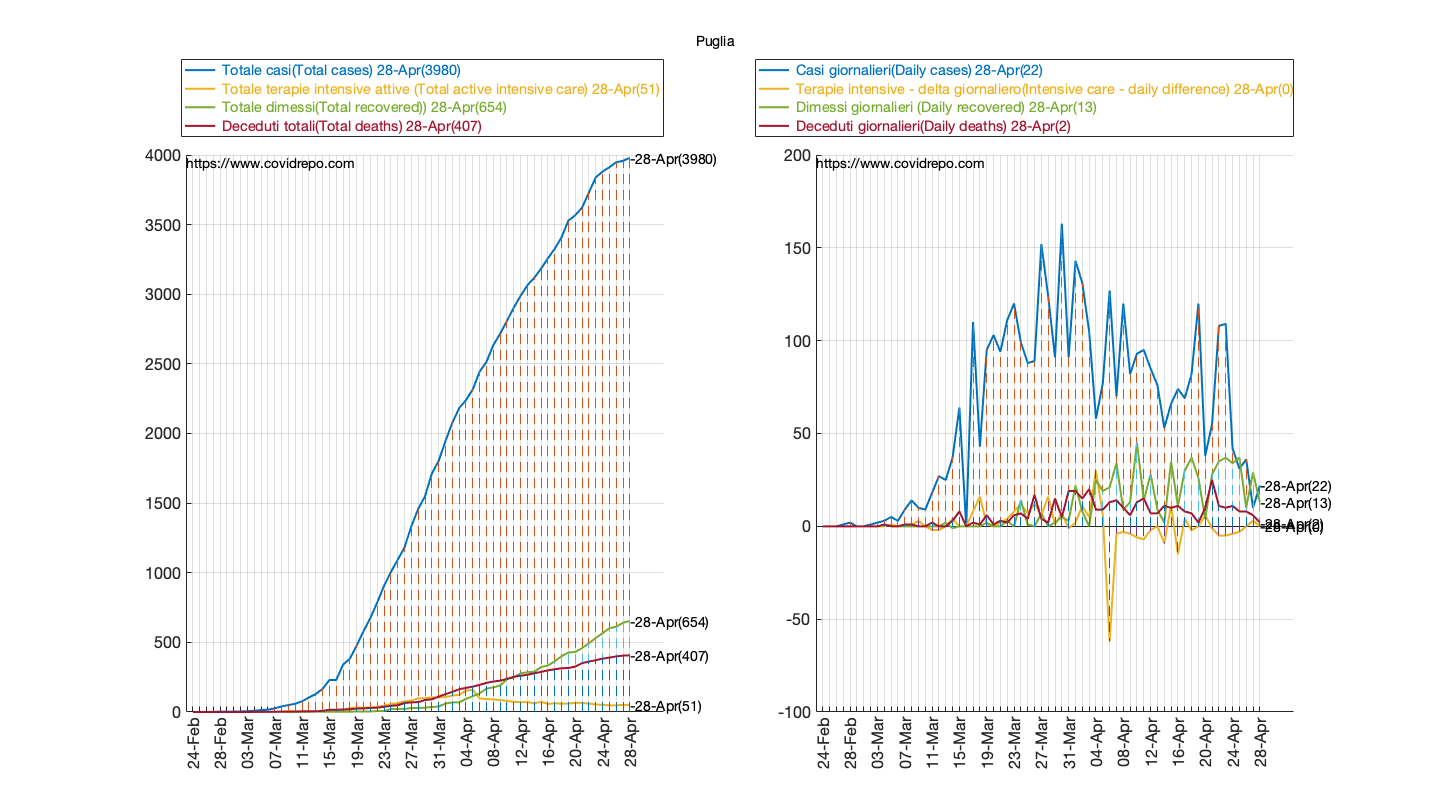 Puglia
Totale casi(Total cases) 28-Apr(3980)
Totale terapie intensive attive (Total active intensive care) 28-Apr(51)
Totale dimessi(Total recovered)) 28-Apr(654)
Deceduti totali(Total deaths) 28-Apr(407)
https://www.covidrepo.com
4000
3500
3000
2500
2000
1500
1000
500
0
-28-Apr(3980)
-28-Apr(654)
-28-Apr(407)
-28-Apr(51)
24-Feb
28-Feb
03-Mar
07-Mar
11-Mar
15-Mar
19-Mar
23-Mar
27-Mar
31-Mar
04-Apr
08-Apr
12-Apr
16-Apr
20-Apr
24-Apr
28-Apr
Casi giornalieri(Daily cases) 28-Apr(22)
Terapie intensive - delta giornaliero(Intensive care - daily difference) 28-Apr(0)
Dimessi giornalieri (Daily recovered) 28-Apr(13)
Deceduti giornalieri(Daily deaths) 28-Apr(2)
https://www.covidrepo.com
200
150
100
50
0
-50
-100
-28-Apr(22)
-28-Apr(13)
-28-Apr(2)
-28-Apr(0)
24-Feb
28-Feb
03-Mar
07-Mar
11-Mar
15-Mar
19-Mar
23-Mar
27-Mar
31-Mar
04-Apr
08-Apr
12-Apr
16-Apr
20-Apr
24-Apr
28-Apr